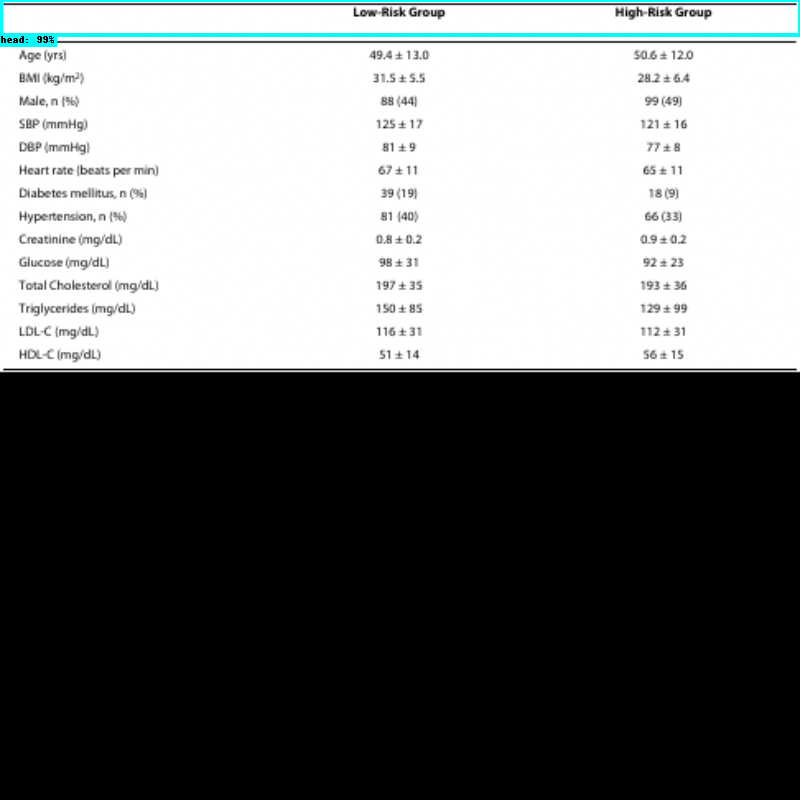 Low-Risk Group High-Risk Group
head: 99%
Age (yrs) 49.4 ± 13.0 50.6 ± 12.0
BMI (kg/m²) 31.5 ± 5.5 28.2 ± 6.4
Male, n (%) 88 (44) 99 (49)
SBP (mmHg) 125 ± 17 121 ± 16
DBP (mmHg) 81 ± 9 77 ± 8
Heart rate (beats per min) 67 ± 11 65 ± 11
Diabetes mellitus, n (%) 39 (19) 18 (9)
Hypertension, n (%) 81 (40) 66 (33)
Creatinine (mg/dL) 0.8 ± 0.2 0.9 ± 0.2
Glucose (mg/dL) 98 ± 31 92 ± 23
Total Cholesterol (mg/dL) 197 ± 35 193 ± 36
Triglycerides (mg/dL) 150 ± 85 129 ± 99
LDL-C (mg/dL) 116 ± 31 112 ± 31
HDL-C (mg/dL) 51 ± 14 56 ± 15